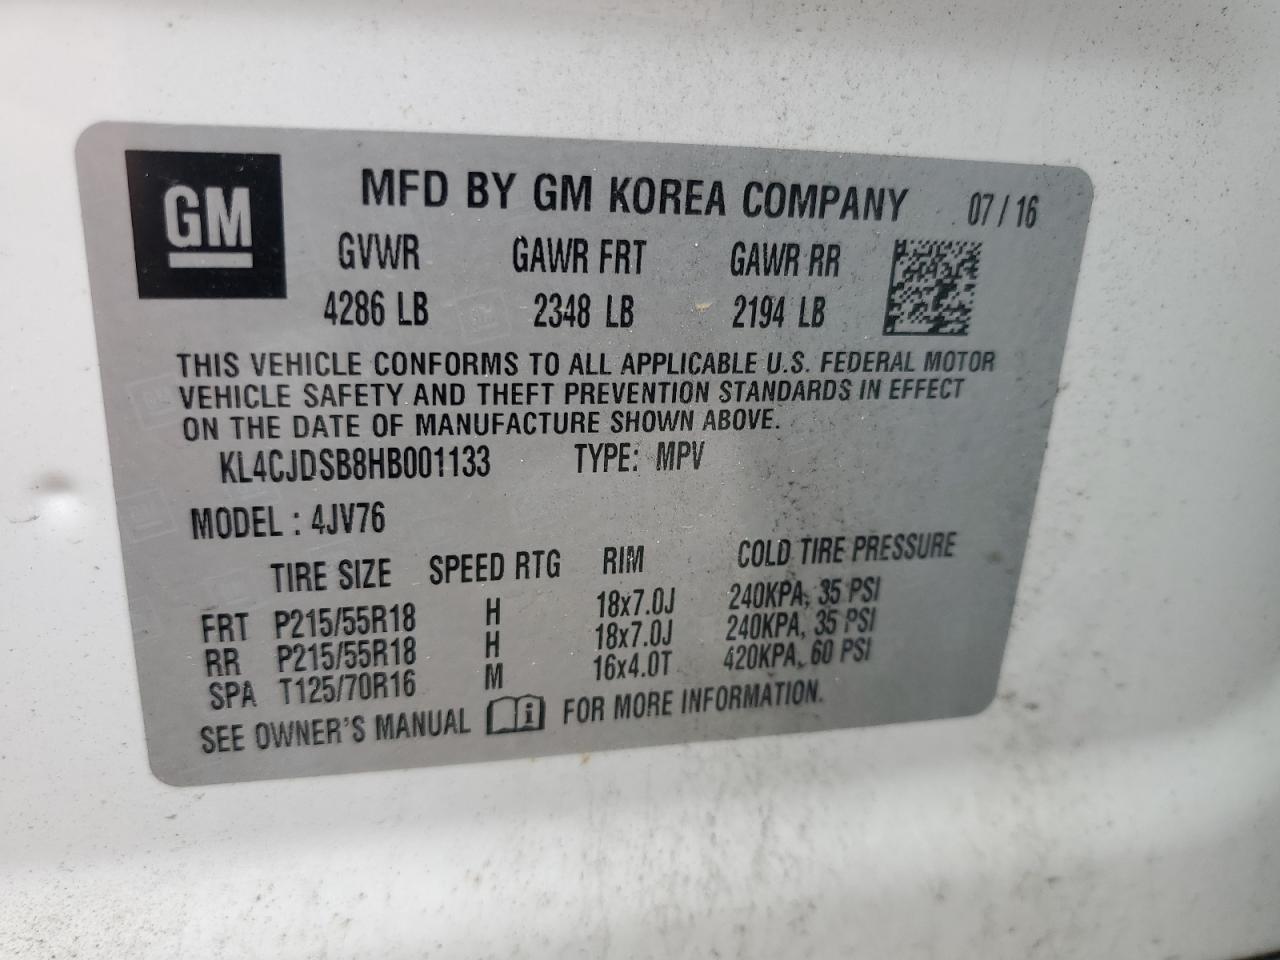 GM
MFD BY GM KOREA COMPANY 07 / 16
GVWR GAWR FRT GAWR RR
4286 LB 2348 LB 2194 LB
THIS VEHICLE CONFORMS TO ALL APPLICABLE U.S. FEDERAL MOTOR
VEHICLE SAFETY AND THEFT PREVENTION STANDARDS IN EFFECT
ON THE DATE OF MANUFACTURE SHOWN ABOVE.
KL4CJDSB8HB001133 TYPE: MPV
MODEL : 4JV76
TIRE SIZE SPEED RTG RIM COLD TIRE PRESSURE
FRT P215/55R18 H 18x7.0J 240KPA, 35 PSI
RR P215/55R18 H 18x7.0J 240KPA, 35 PSI
SPA T125/70R16 M 16x4.0T 420KPA, 60 PSI
SEE OWNER'S MANUAL i FOR MORE INFORMATION.